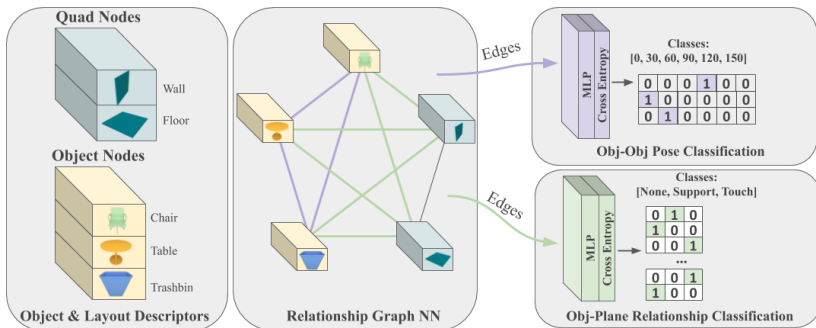 Quad Nodes
Wall
Floor
Object Nodes
Chair
Table
Trashbin
Object & Layout Descriptors
Relationship Graph NN
Edges
Edges
MLP
Cross Entropy
Classes:
[0, 30, 60, 90, 120, 150]
0 0 0 1 0 0
1 0 0 0 0 0
0 1 0 0 0 0
Obj-Obj Pose Classification
MLP
Cross Entropy
Classes:
[None, Support, Touch]
0 1 0
1 0 0
0 0 1
...
0 0 1
1 0 0
Obj-Plane Relationship Classification